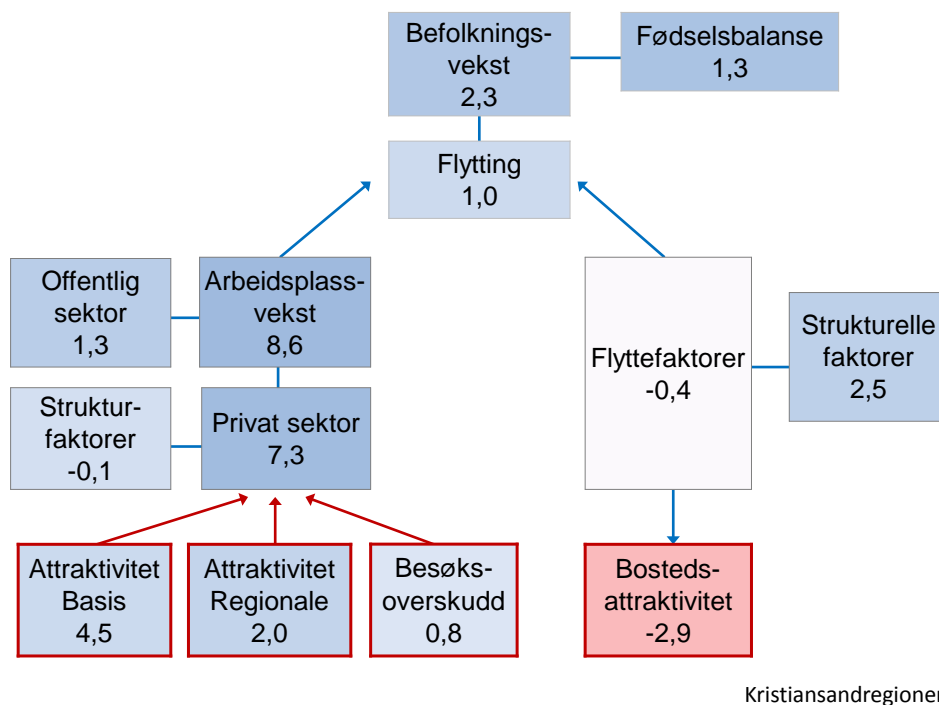 Befolknings-
vekst
2,3
Fødselsbalanse
1,3
Flytting
1,0
Offentlig
sektor
1,3
Arbeidsplass-
vekst
8,6
Flyttefaktorer
-0,4
Strukturelle
faktorer
2,5
Struktur-
faktorer
-0,1
Privat sektor
7,3
Attraktivitet
Basis
4,5
Attraktivitet
Regionale
2,0
Besøks-
overskudd
0,8
Bosteds-
attraktivitet
-2,9
Kristiansandregionen